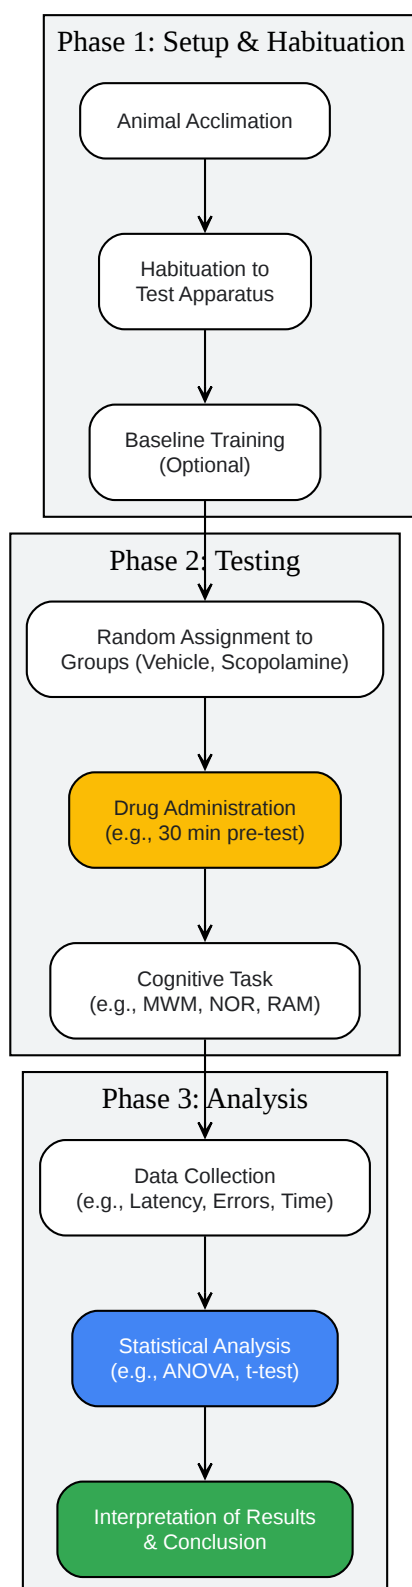 Phase 1: Setup & Habituation
Animal Acclimation
Habituation to
Test Apparatus
Baseline Training
(Optional)
Phase 2: Testing
Random Assignment to
Groups (Vehicle, Scopolamine)
Drug Administration
(e.g., 30 min pre-test)
Cognitive Task
(e.g., MWM, NOR, RAM)
Phase 3: Analysis
Data Collection
(e.g., Latency, Errors, Time)
Statistical Analysis
(e.g., ANOVA, t-test)
Interpretation of Results
& Conclusion